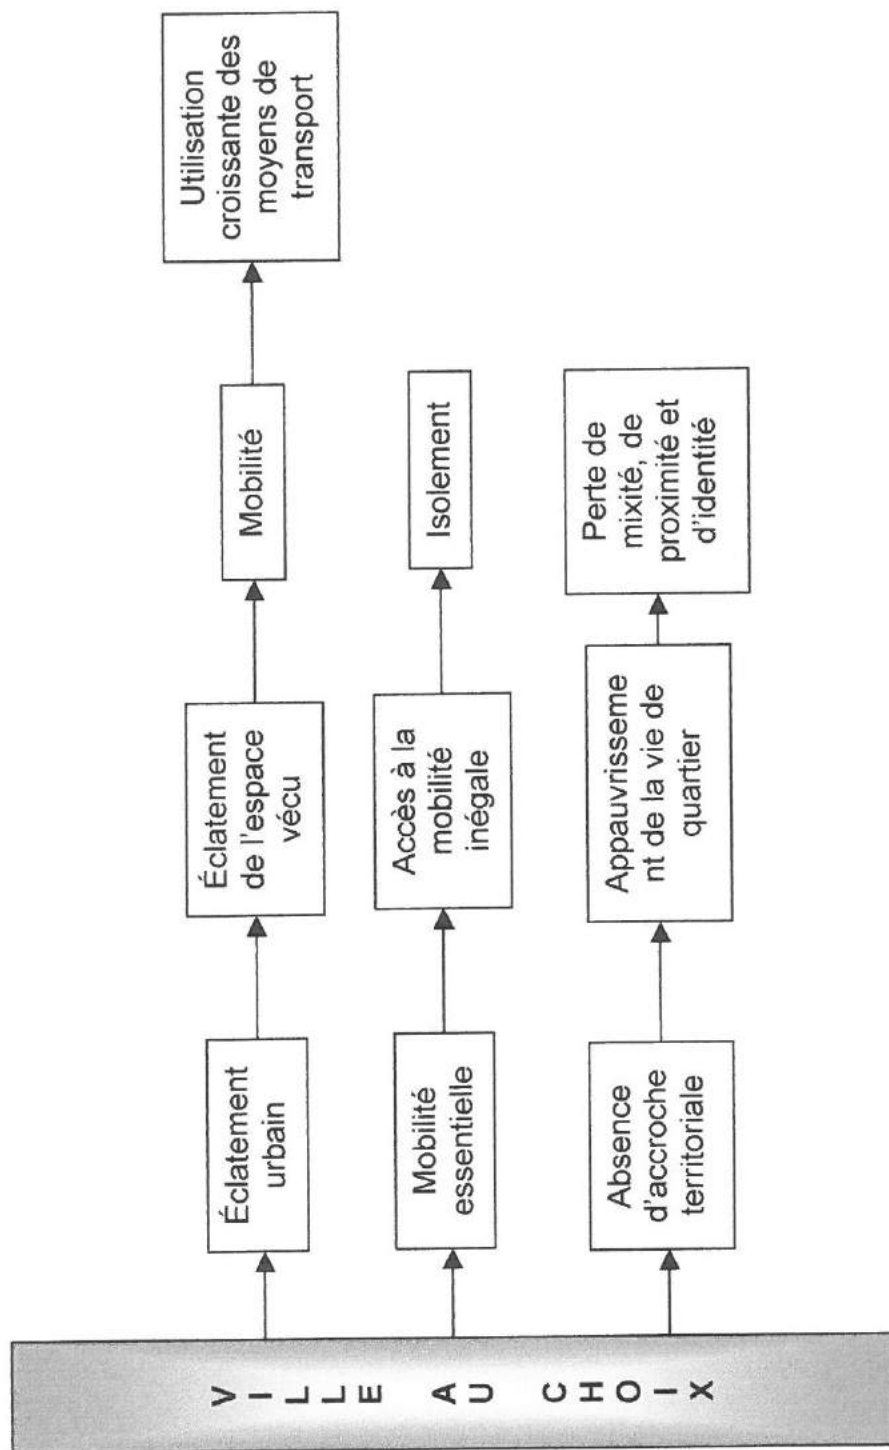 VILLE AU CHOIX
Éclatement
urbain
Éclatement
de l'espace
vécu
Mobilité
Utilisation
croissante des
moyens de
transport
Mobilité
essentielle
Accès à la
mobilité
inégale
Isolement
Absence
d'accroche
territoriale
Appauvrisseme
nt de la vie de
quartier
Perte de
mixité, de
proximité et
d'identité